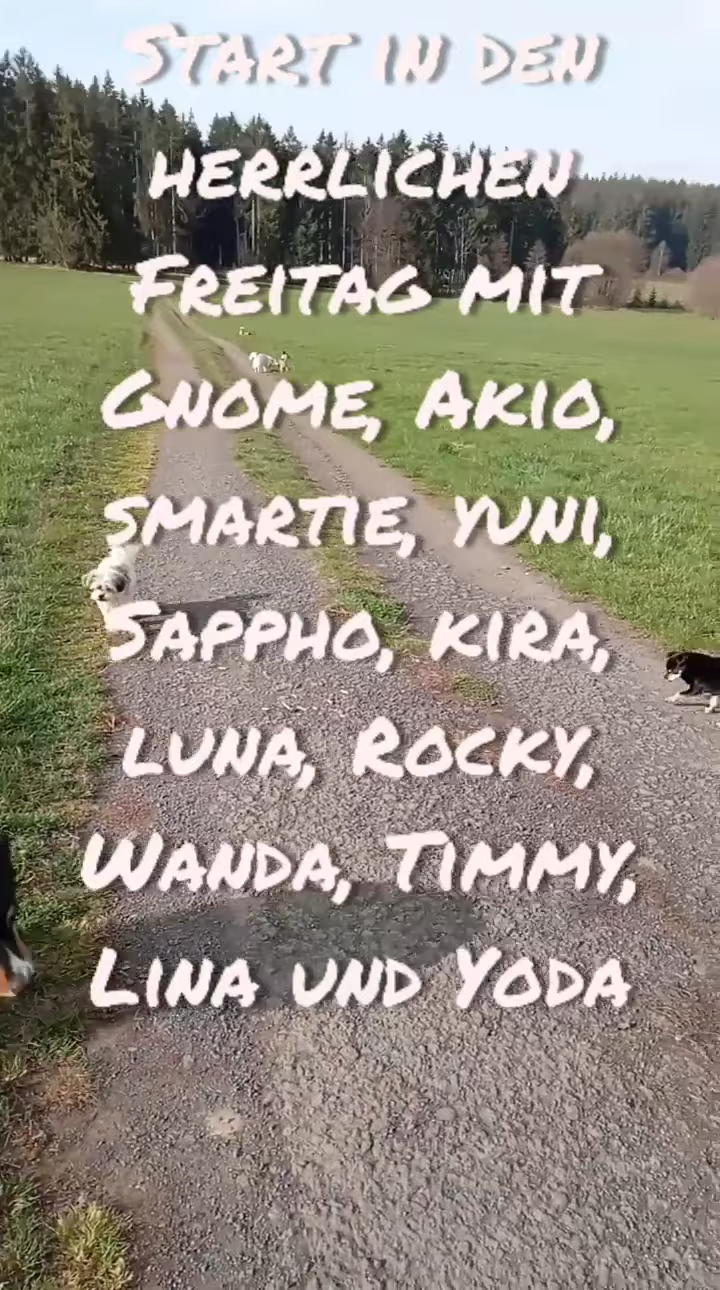 Start in den
herrlichen
Freitag mit
Gnome, Akio,
smartie, yuni,
Sappho, kira,
luna, Rocky,
Wanda, Timmy,
Lina und Yoda